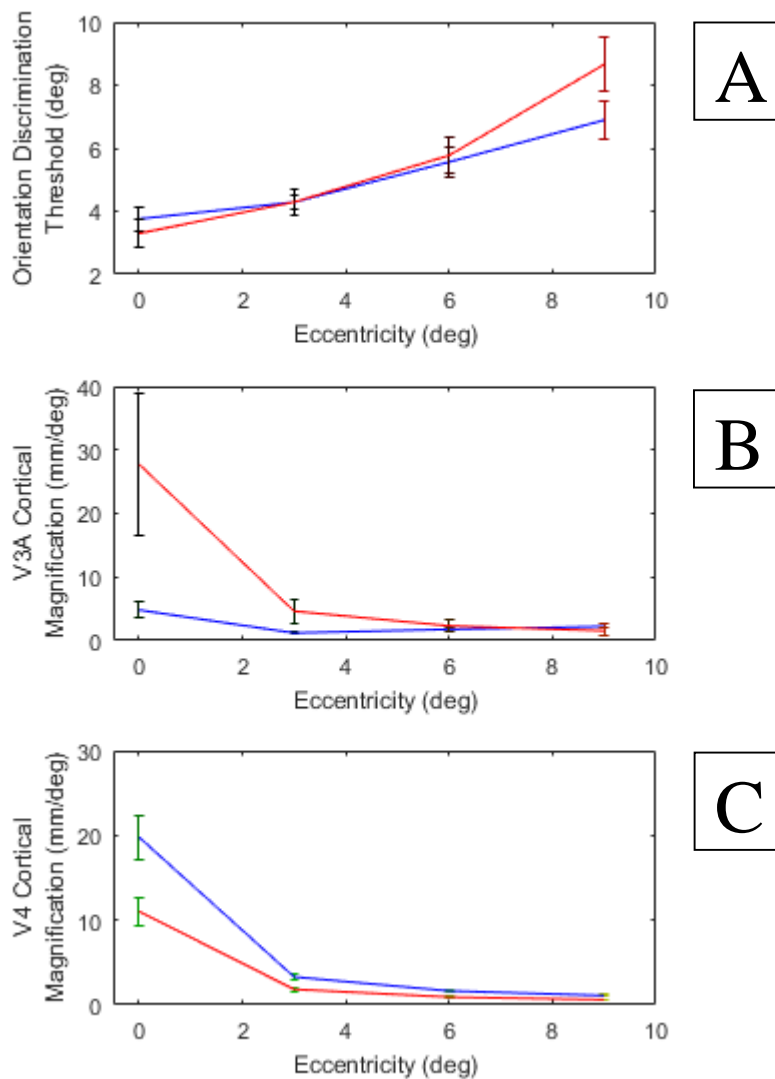 10
8
6
4
2
Orientation Discrimination
Threshold (deg)
0 2 4 6 8 10
Eccentricity (deg)
A
40
30
20
10
0
V3A Cortical
Magnification (mm/deg)
0 2 4 6 8 10
Eccentricity (deg)
B
30
20
10
0
V4 Cortical
Magnification (mm/deg)
0 2 4 6 8 10
Eccentricity (deg)
C